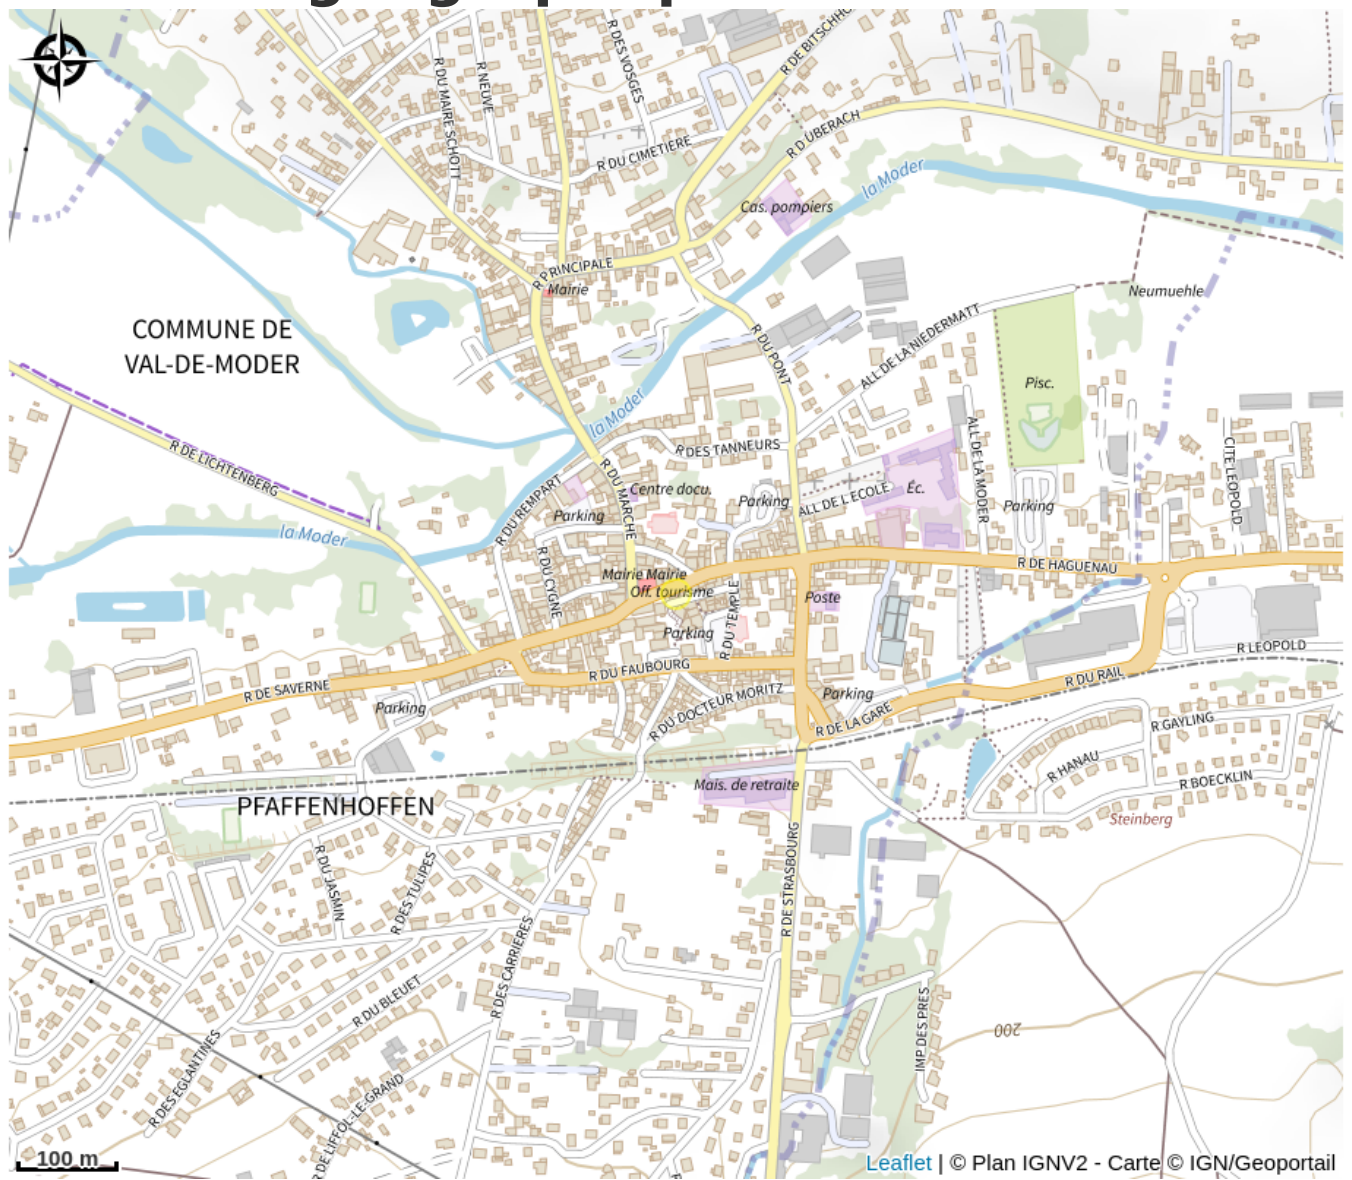 R DES VOSGES
R DE BITSCHHO
R DU MAIRE SCHOTT
R NEUVE
R DU CIMETIERE
R D UBERACH
la Moder
Cas. pompiers
R PRINCIPALE
Mairie
Neumuehle
COMMUNE DE
VAL-DE-MODER
R DU PONT
ALL DE LA NIEDERMATT
Pisc.
la Moder
R DE LICHTENBERG
R DES TANNEURS
ALL DE LA MODER
CITE LEOPOLD
R DU MARCHE
R DU REMPART
Centre docu.
Parking
Parking
ALL DE L ECOLE
Éc.
Parking
la Moder
R DU CYGNE
Mairie Mairie
Off. tourisme
R DE HAGUENAU
R DU TEMPLE
Poste
Parking
R LEOPOLD
R DU FAUBOURG
R DE SAVERNE
R DU RAIL
Parking
R DU DOCTEUR MORITZ
Parking
R DE LA GARE
R GAYLING
R HANAU
R BOECKLIN
Mais. de retraite
PFAFFENHOFFEN
Steinberg
R DU JASMIN
R DES TULIPES
R DE STRASBOURG
R DES CARRIERES
R DU BLEUET
IMP DES PRES
200
R DES EGLANTINES
R DE LIFFOL-LE-GRAND
100 m
Leaflet | © Plan IGNV2 - Carte © IGN/Geoportail